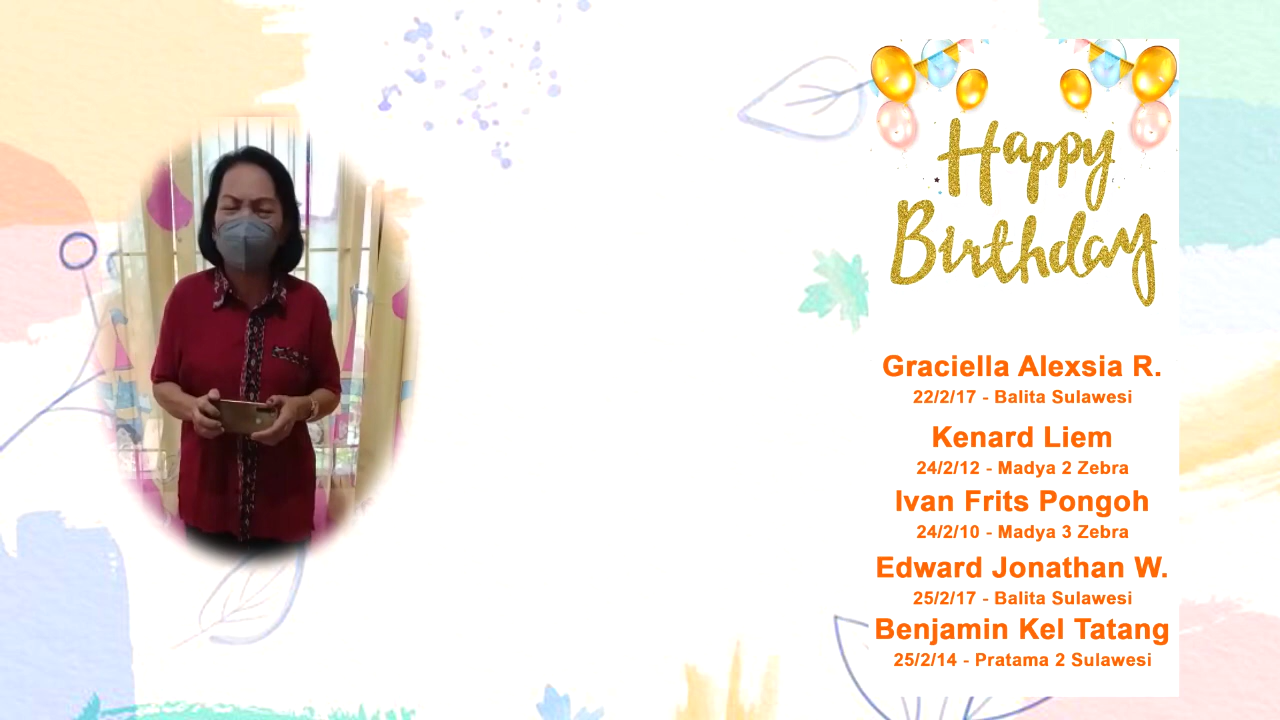 Happy
Birthday
Graciella Alexsia R.
22/2/17 - Balita Sulawesi
Kenard Liem
24/2/12 - Madya 2 Zebra
Ivan Frits Pongoh
24/2/10 - Madya 3 Zebra
Edward Jonathan W.
25/2/17 - Balita Sulawesi
Benjamin Kel Tatang
25/2/14 - Pratama 2 Sulawesi